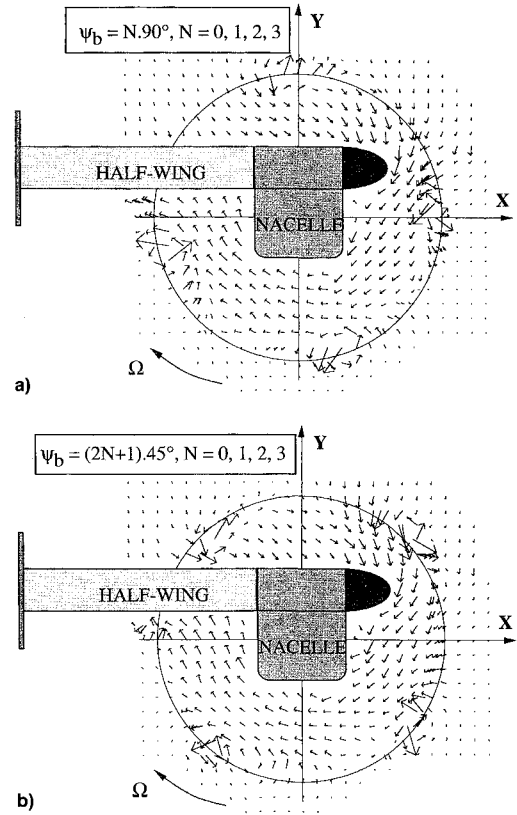 ψb = N.90°, N = 0, 1, 2, 3
Y
HALF-WING
X
NACELLE
Ω
a)
ψb = (2N+1).45°, N = 0, 1, 2, 3
Y
HALF-WING
X
NACELLE
Ω
b)